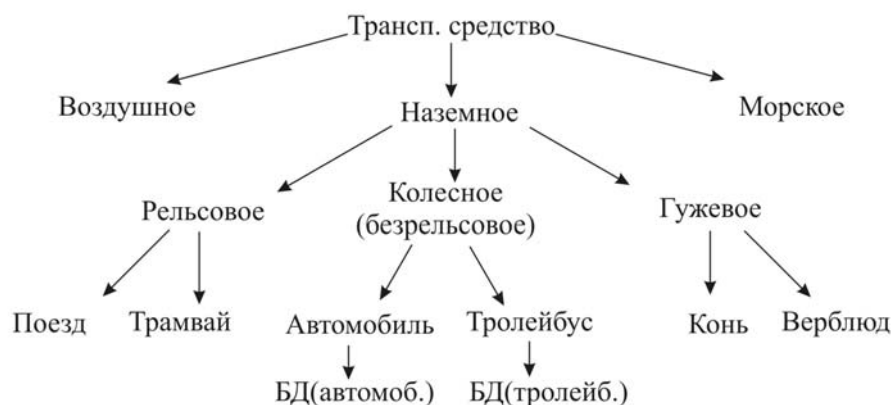 Трансп. средство
Воздушное
Наземное
Морское
Рельсовое
Колесное
(безрельсовое)
Гужевое
Поезд
Трамвай
Автомобиль
Тролейбус
Конь
Верблюд
БД(автомоб.)
БД(тролейб.)